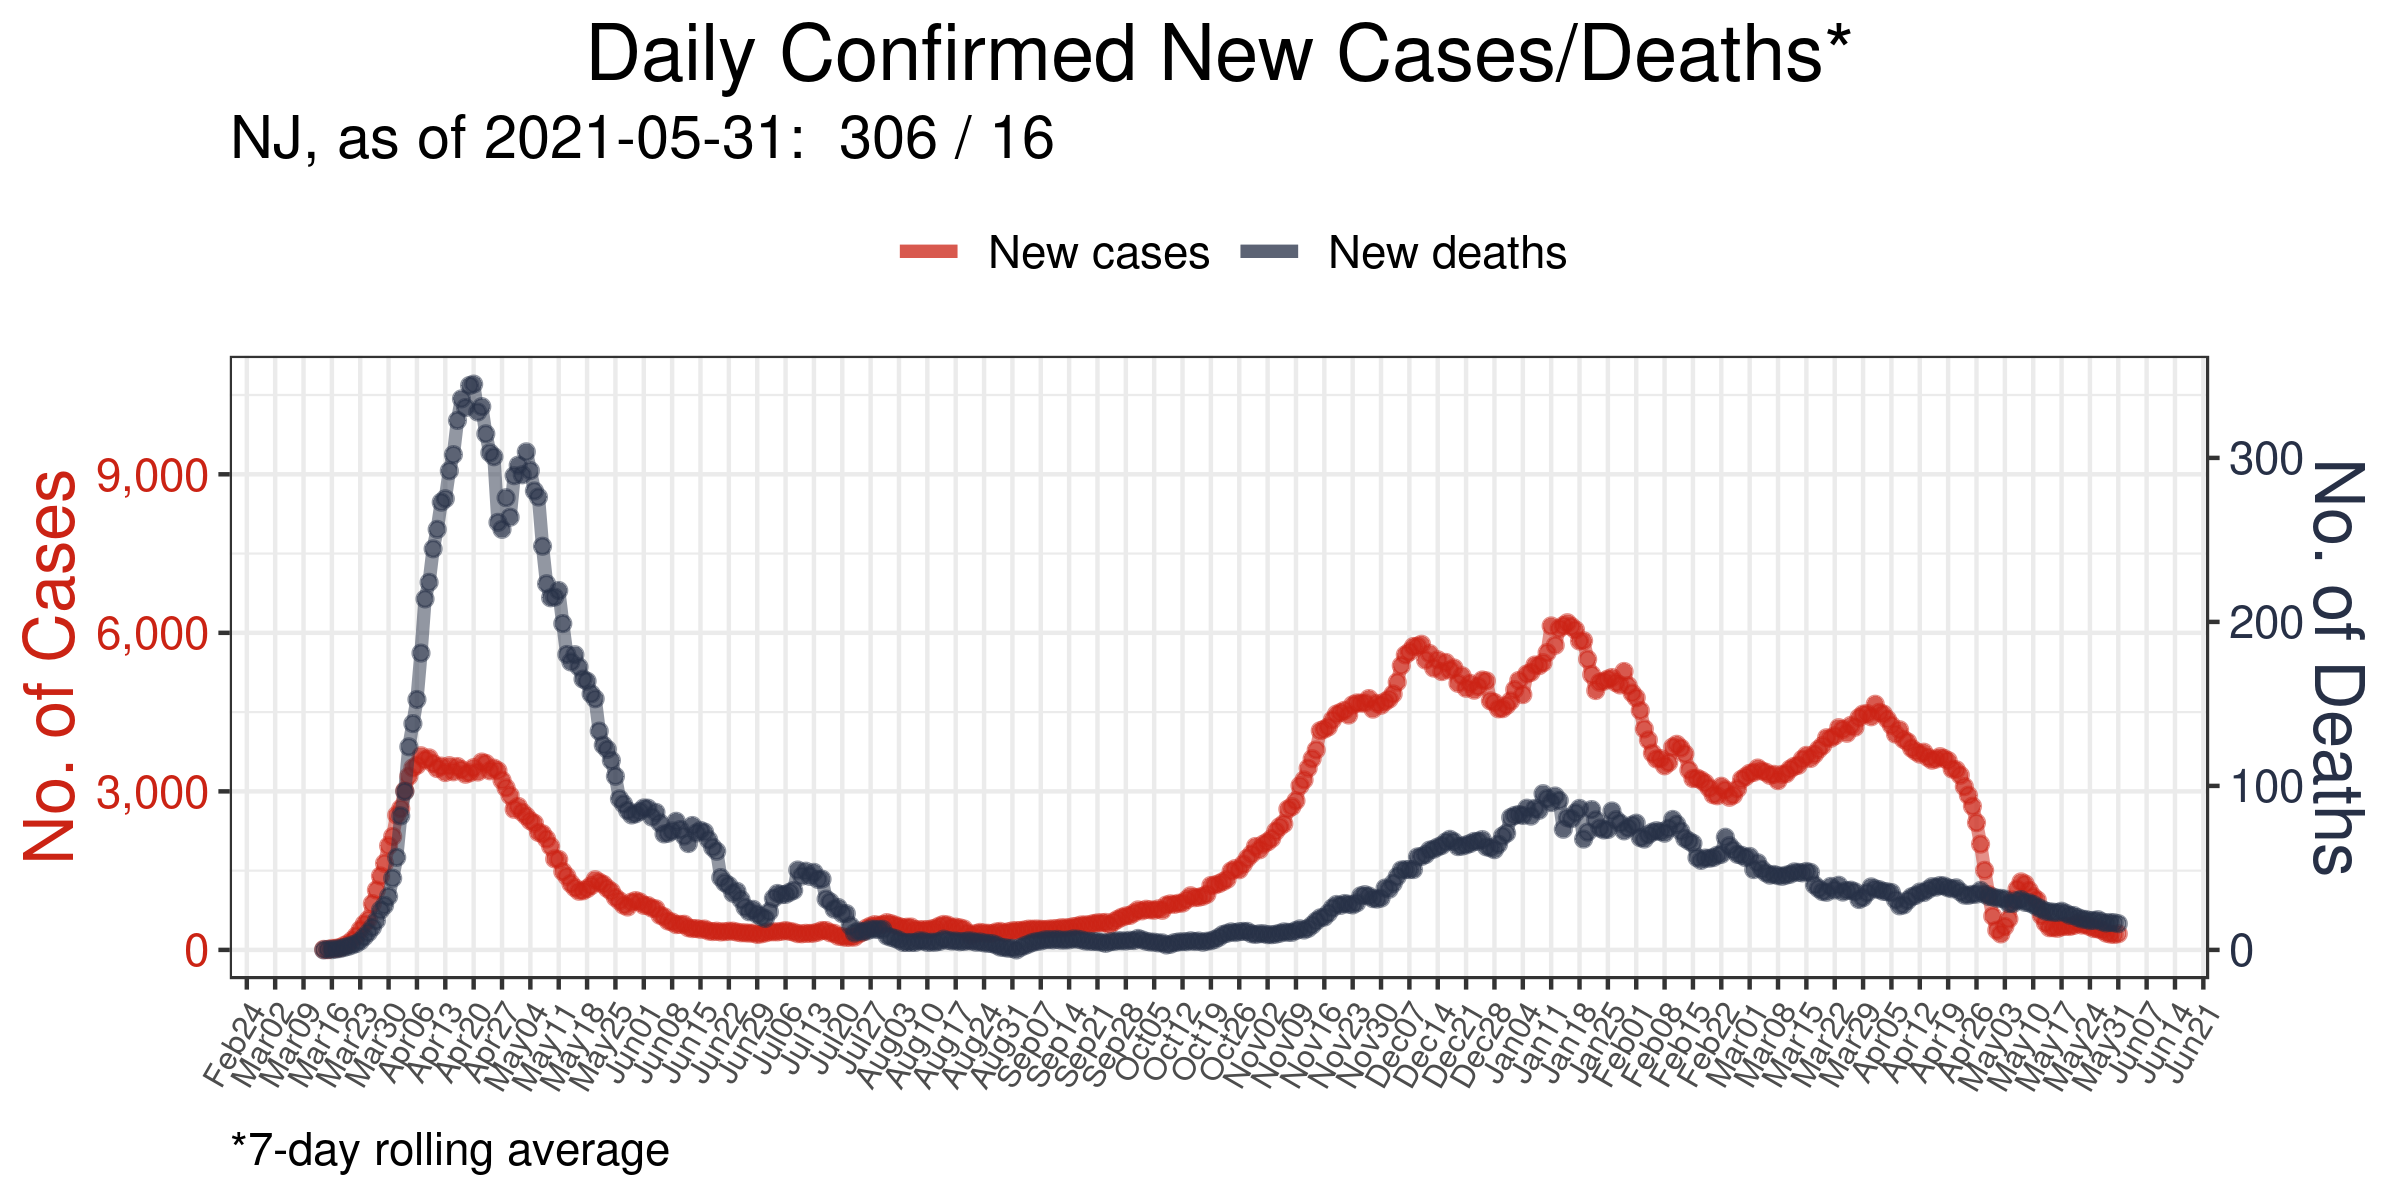 Daily Confirmed New Cases/Deaths*
NJ, as of 2021-05-31:  306 / 16
New cases
New deaths
No. of Cases
9,000
6,000
3,000
0
300
200
100
0
No. of Deaths
Feb24
Mar02
Mar09
Mar16
Mar23
Mar30
Apr06
Apr13
Apr20
Apr27
May04
May11
May18
May25
Jun01
Jun08
Jun15
Jun22
Jun29
Jul06
Jul13
Jul20
Jul27
Aug03
Aug10
Aug17
Aug24
Aug31
Sep07
Sep14
Sep21
Sep28
Oct05
Oct12
Oct19
Oct26
Nov02
Nov09
Nov16
Nov23
Nov30
Dec07
Dec14
Dec21
Dec28
Jan04
Jan11
Jan18
Jan25
Feb01
Feb08
Feb15
Feb22
Mar01
Mar08
Mar15
Mar22
Mar29
Apr05
Apr12
Apr19
Apr26
May03
May10
May17
May24
May31
Jun07
Jun14
Jun21
*7-day rolling average